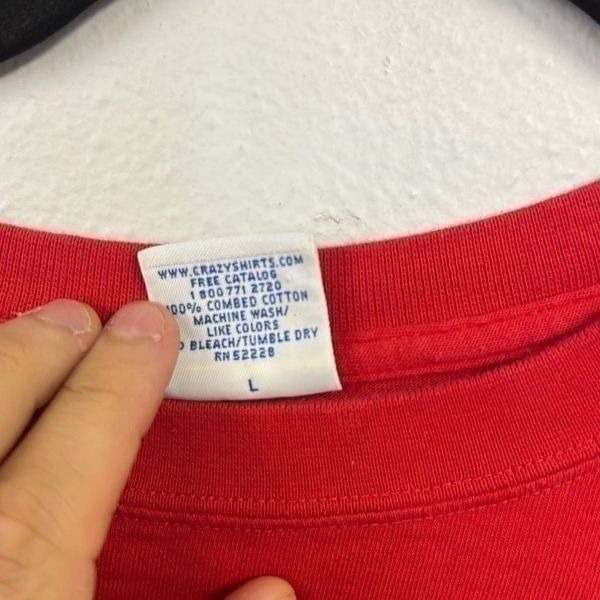 WWW.CRAZYSHIRTS.COM
FREE CATALOG
1 800 771 2720
100% COMBED COTTON
MACHINE WASH/
LIKE COLORS
BLEACH/TUMBLE DRY
RN 52228
L